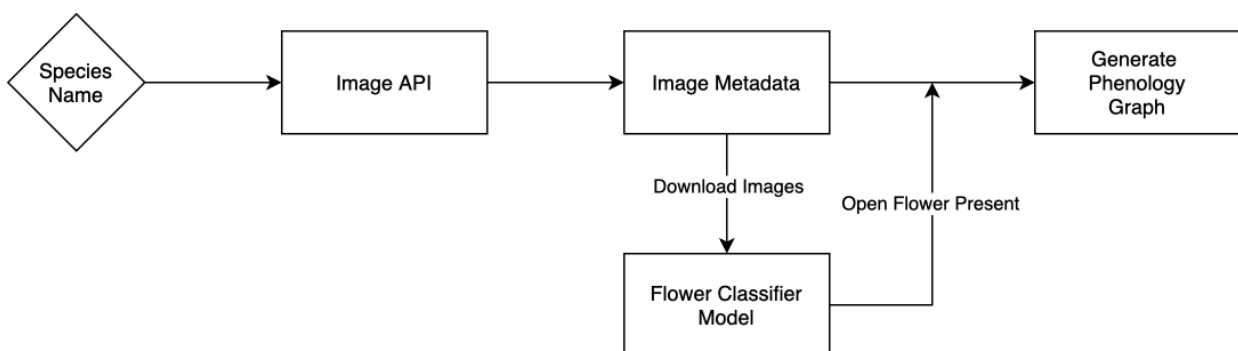 Species
Name
Image API
Image Metadata
Generate
Phenology
Graph
Download Images
Open Flower Present
Flower Classifier
Model